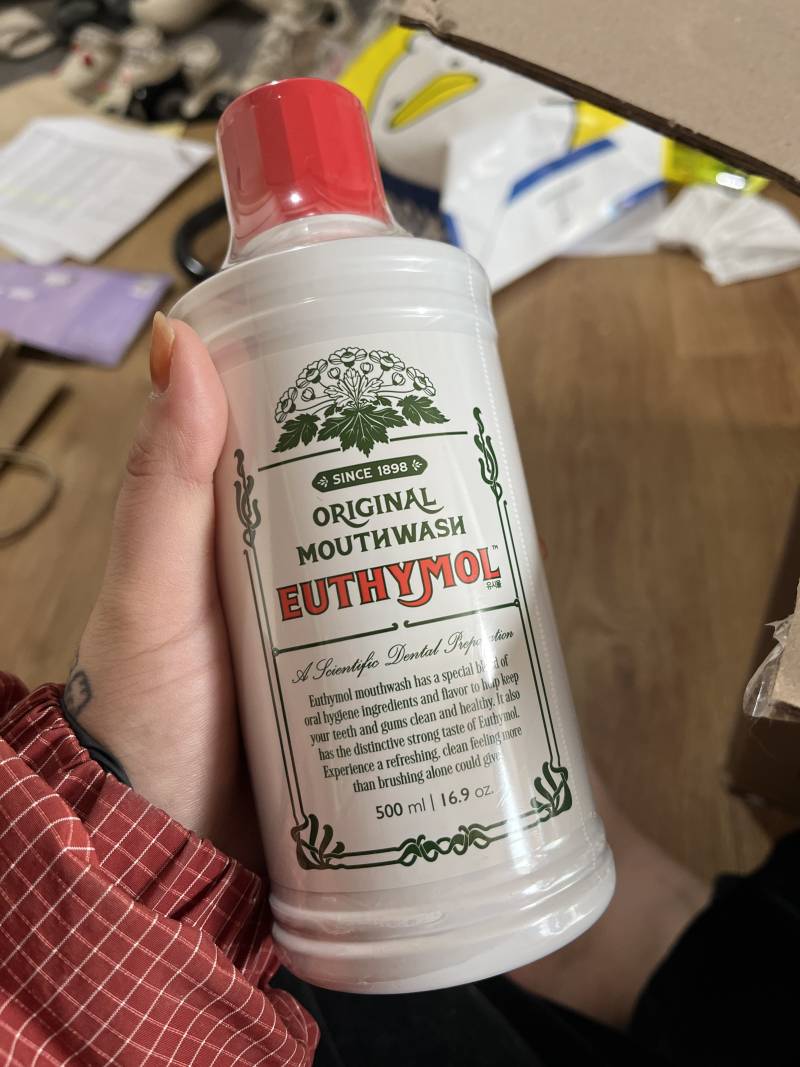 SINCE 1898
ORIGINAL
MOUTHWASH
EUTHYMOL™
유시몰
A Scientific Dental Preparation
Euthymol mouthwash has a special blend of
oral hygiene ingredients and flavor to help keep
your teeth and gums clean and healthy. It also
has the distinctive strong taste of Euthymol.
Experience a refreshing, clean feeling more
than brushing alone could give.
500 ml | 16.9 oz.